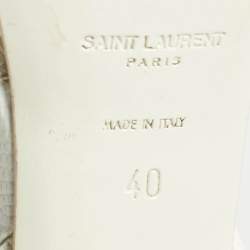 SAINT LAURENT
PARIS
MADE IN ITALY
40